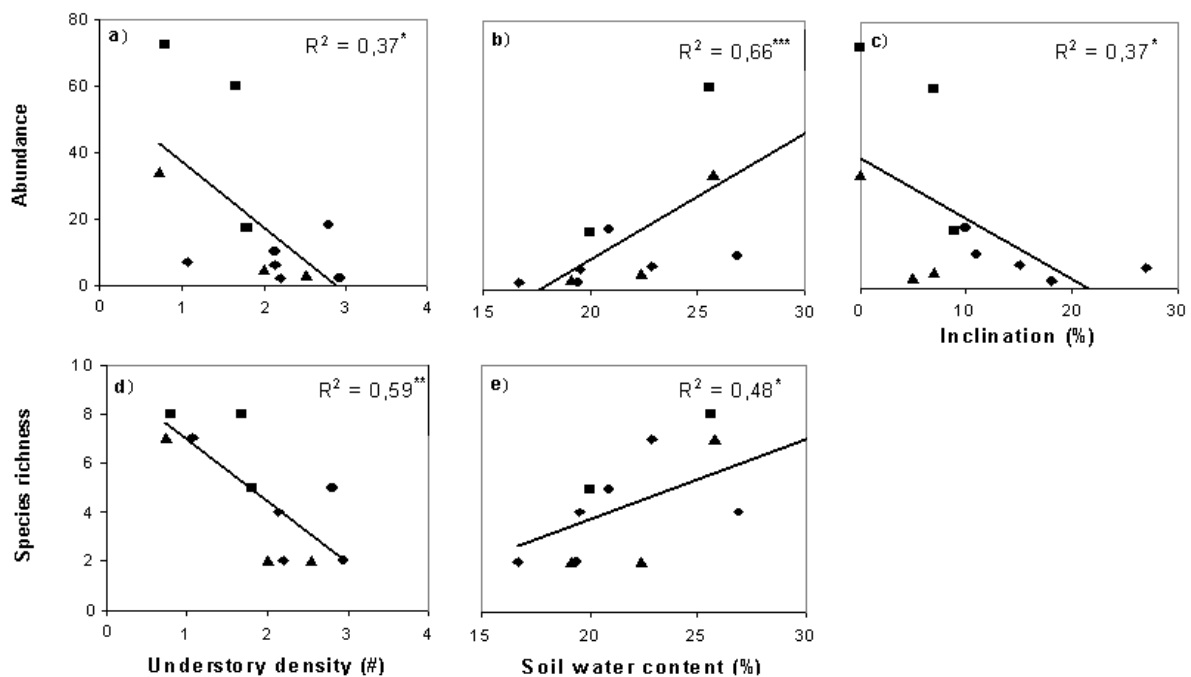 a)
R² = 0,37*
b)
R² = 0,66***
c)
R² = 0,37*
80
60
40
20
0
Abundance
0 1 2 3 4
15 20 25 30
0 10 20 30
Inclination (%)
d)
R² = 0,59**
e)
R² = 0,48*
10
8
6
4
2
0
Species richness
0 1 2 3 4
15 20 25 30
Understory density (#)
Soil water content (%)